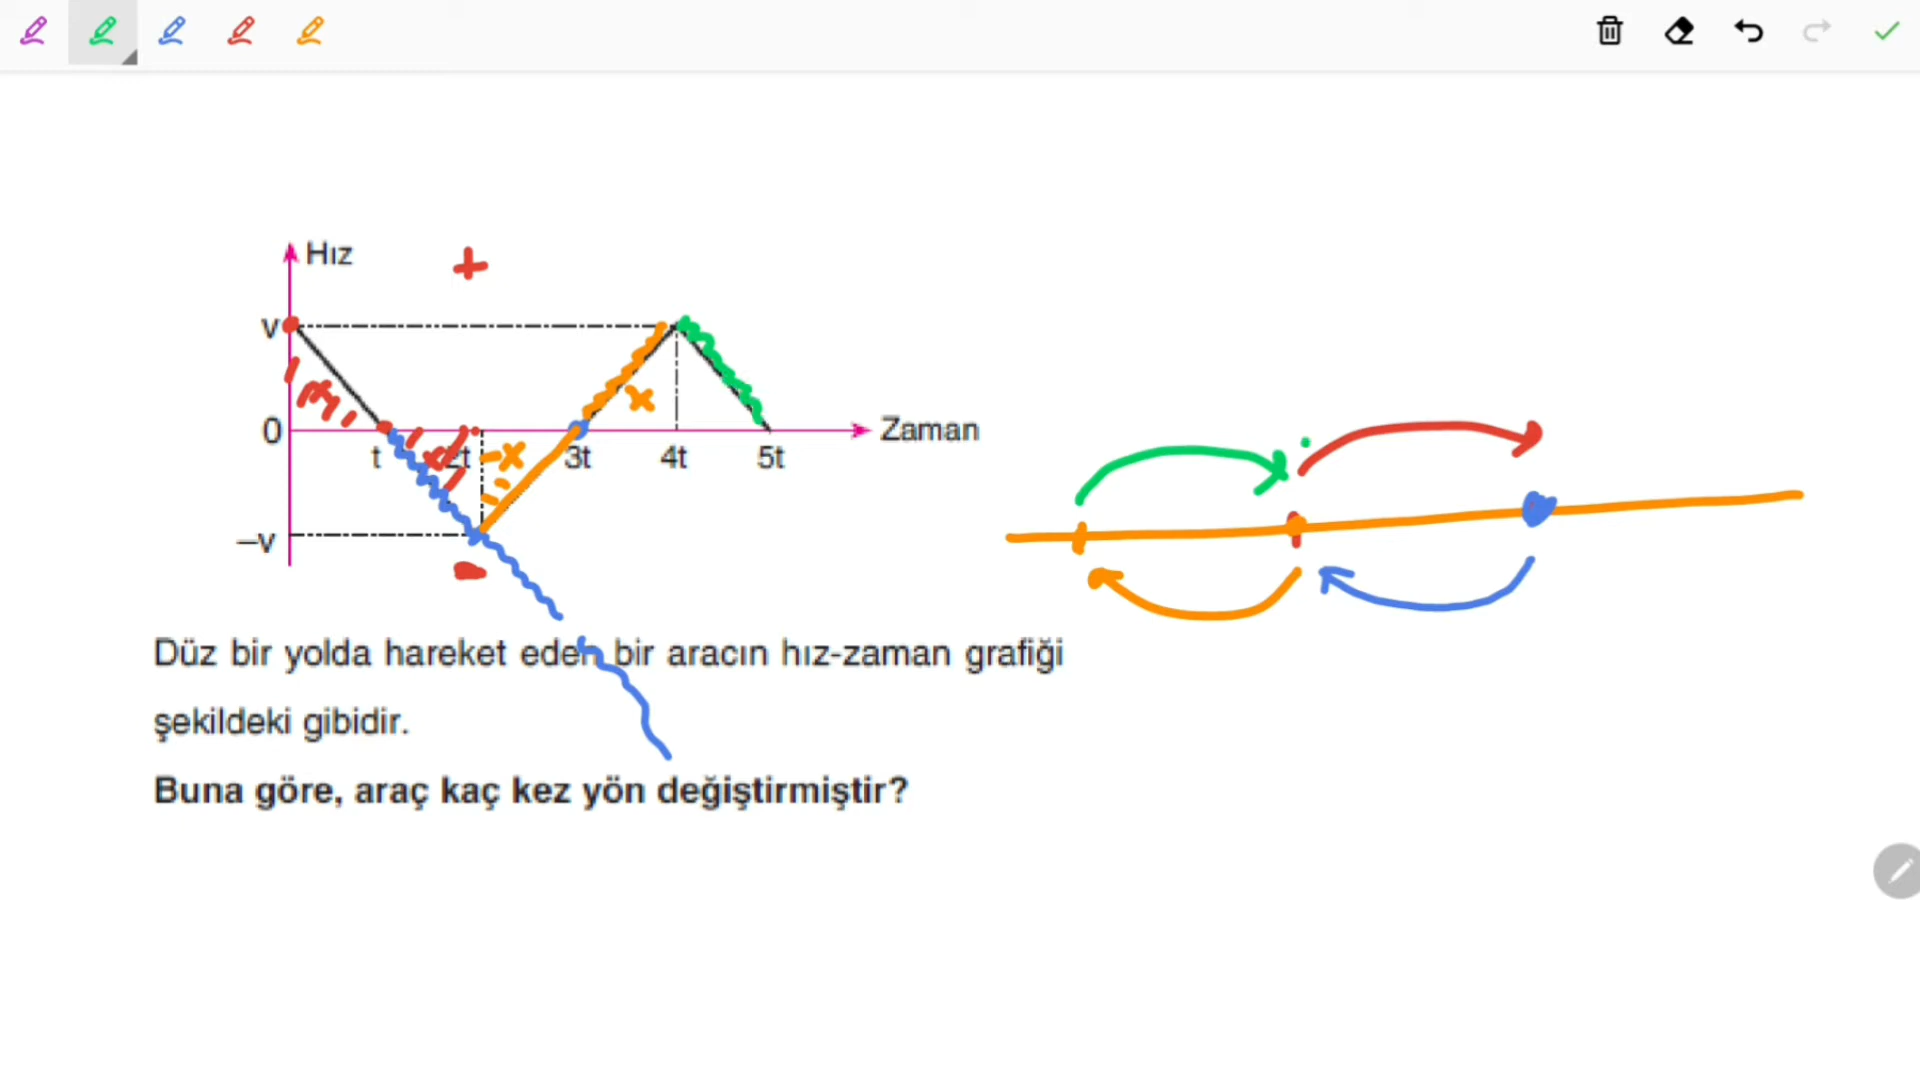 Hız
+
v
x
0
Zaman
t
2t
-x
3t
4t
5t
–v
-
Düz bir yolda hareket eden bir aracın hız-zaman grafiği
şekildeki gibidir.
Buna göre, araç kaç kez yön değiştirmiştir?